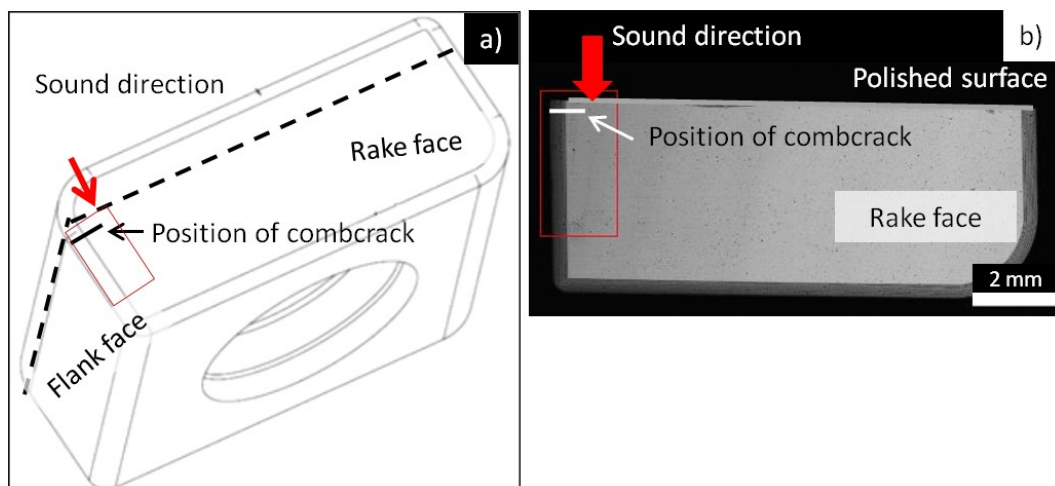 a)
Sound direction
Rake face
Position of combcrack
Flank face
b)
Sound direction
Polished surface
Position of combcrack
Rake face
2 mm